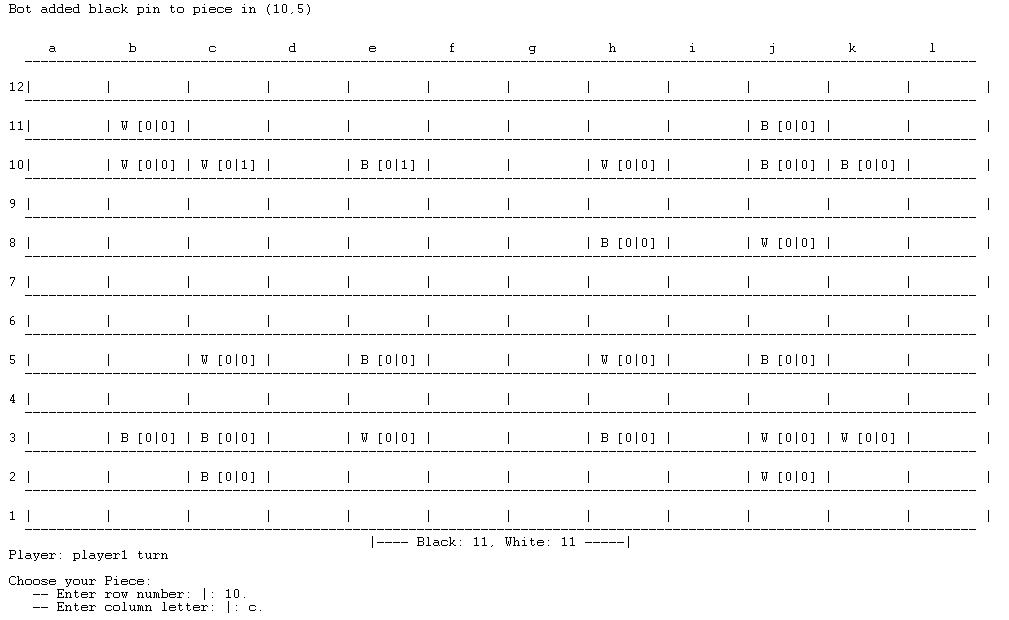 Bot added black pin to piece in (10,5)
a b c d e f g h i j k l
12| | | | | | | | | | | | |
11| | W [0|0] | | | | | | | | B [0|0] | | |
10| | W [0|0] | W [0|1] | | B [0|1] | | | W [0|0] | | B [0|0] | B [0|0] | |
9 | | | | | | | | | | | | |
8 | | | | | | | | B [0|0] | | W [0|0] | | |
7 | | | | | | | | | | | | |
6 | | | | | | | | | | | | |
5 | | | W [0|0] | | B [0|0] | | | W [0|0] | | B [0|0] | | |
4 | | | | | | | | | | | | |
3 | | B [0|0] | B [0|0] | | W [0|0] | | | B [0|0] | | W [0|0] | W [0|0] | |
2 | | | B [0|0] | | | | | | | W [0|0] | | |
1 | | | | | | | | | | | | |
|---- Black: 11, White: 11 -----|
Player: player1 turn
Choose your Piece:
-- Enter row number: |: 10.
-- Enter column letter: |: c.